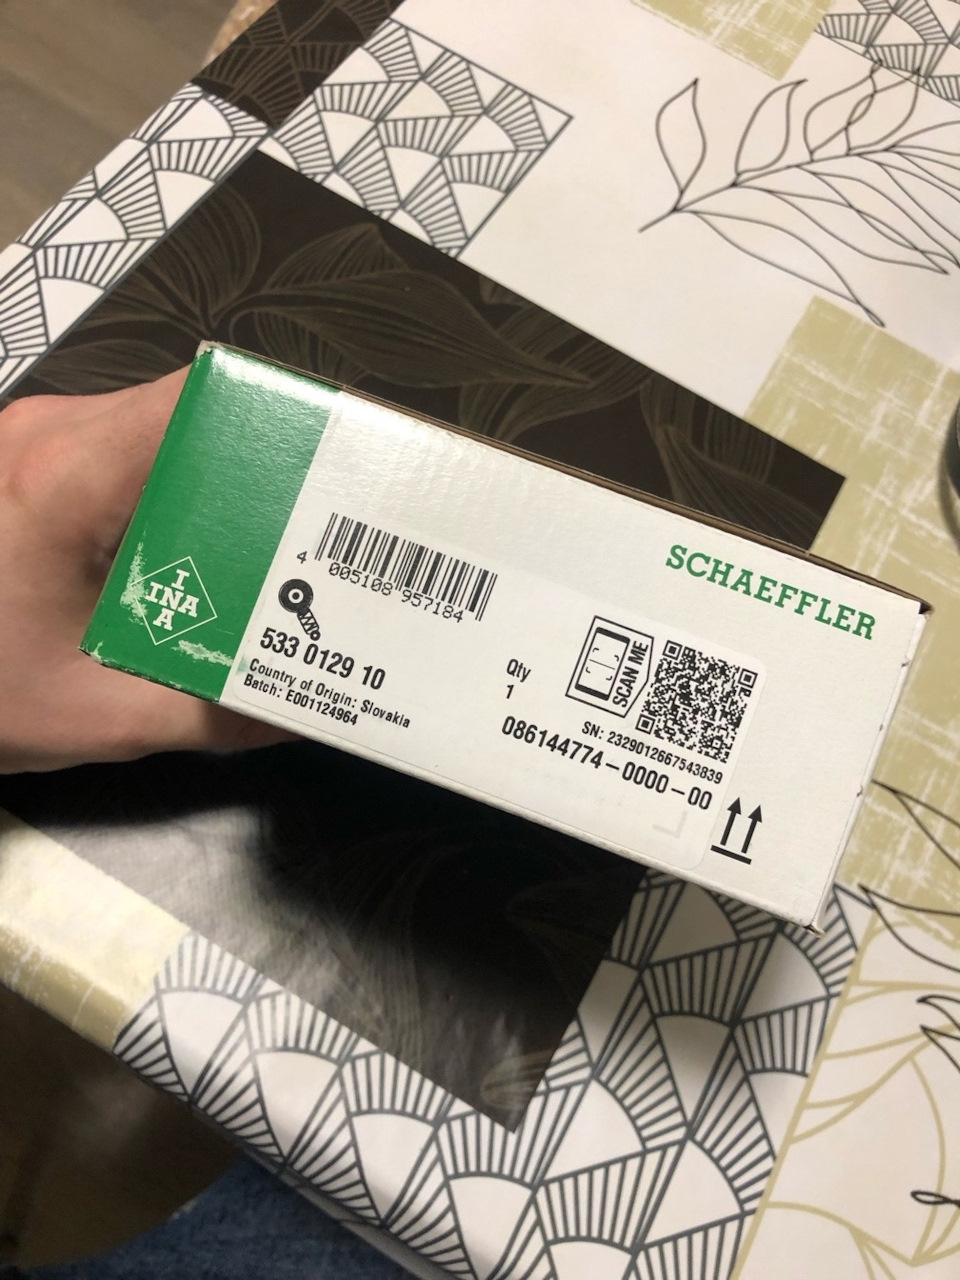 SCHAEFFLER
I
INA
A
4 005108 957184
533 0129 10
Country of Origin: Slovakia
Batch: E001124964
Qty
1
SCAN ME
SN: 2329012667543839
086144774-0000-00